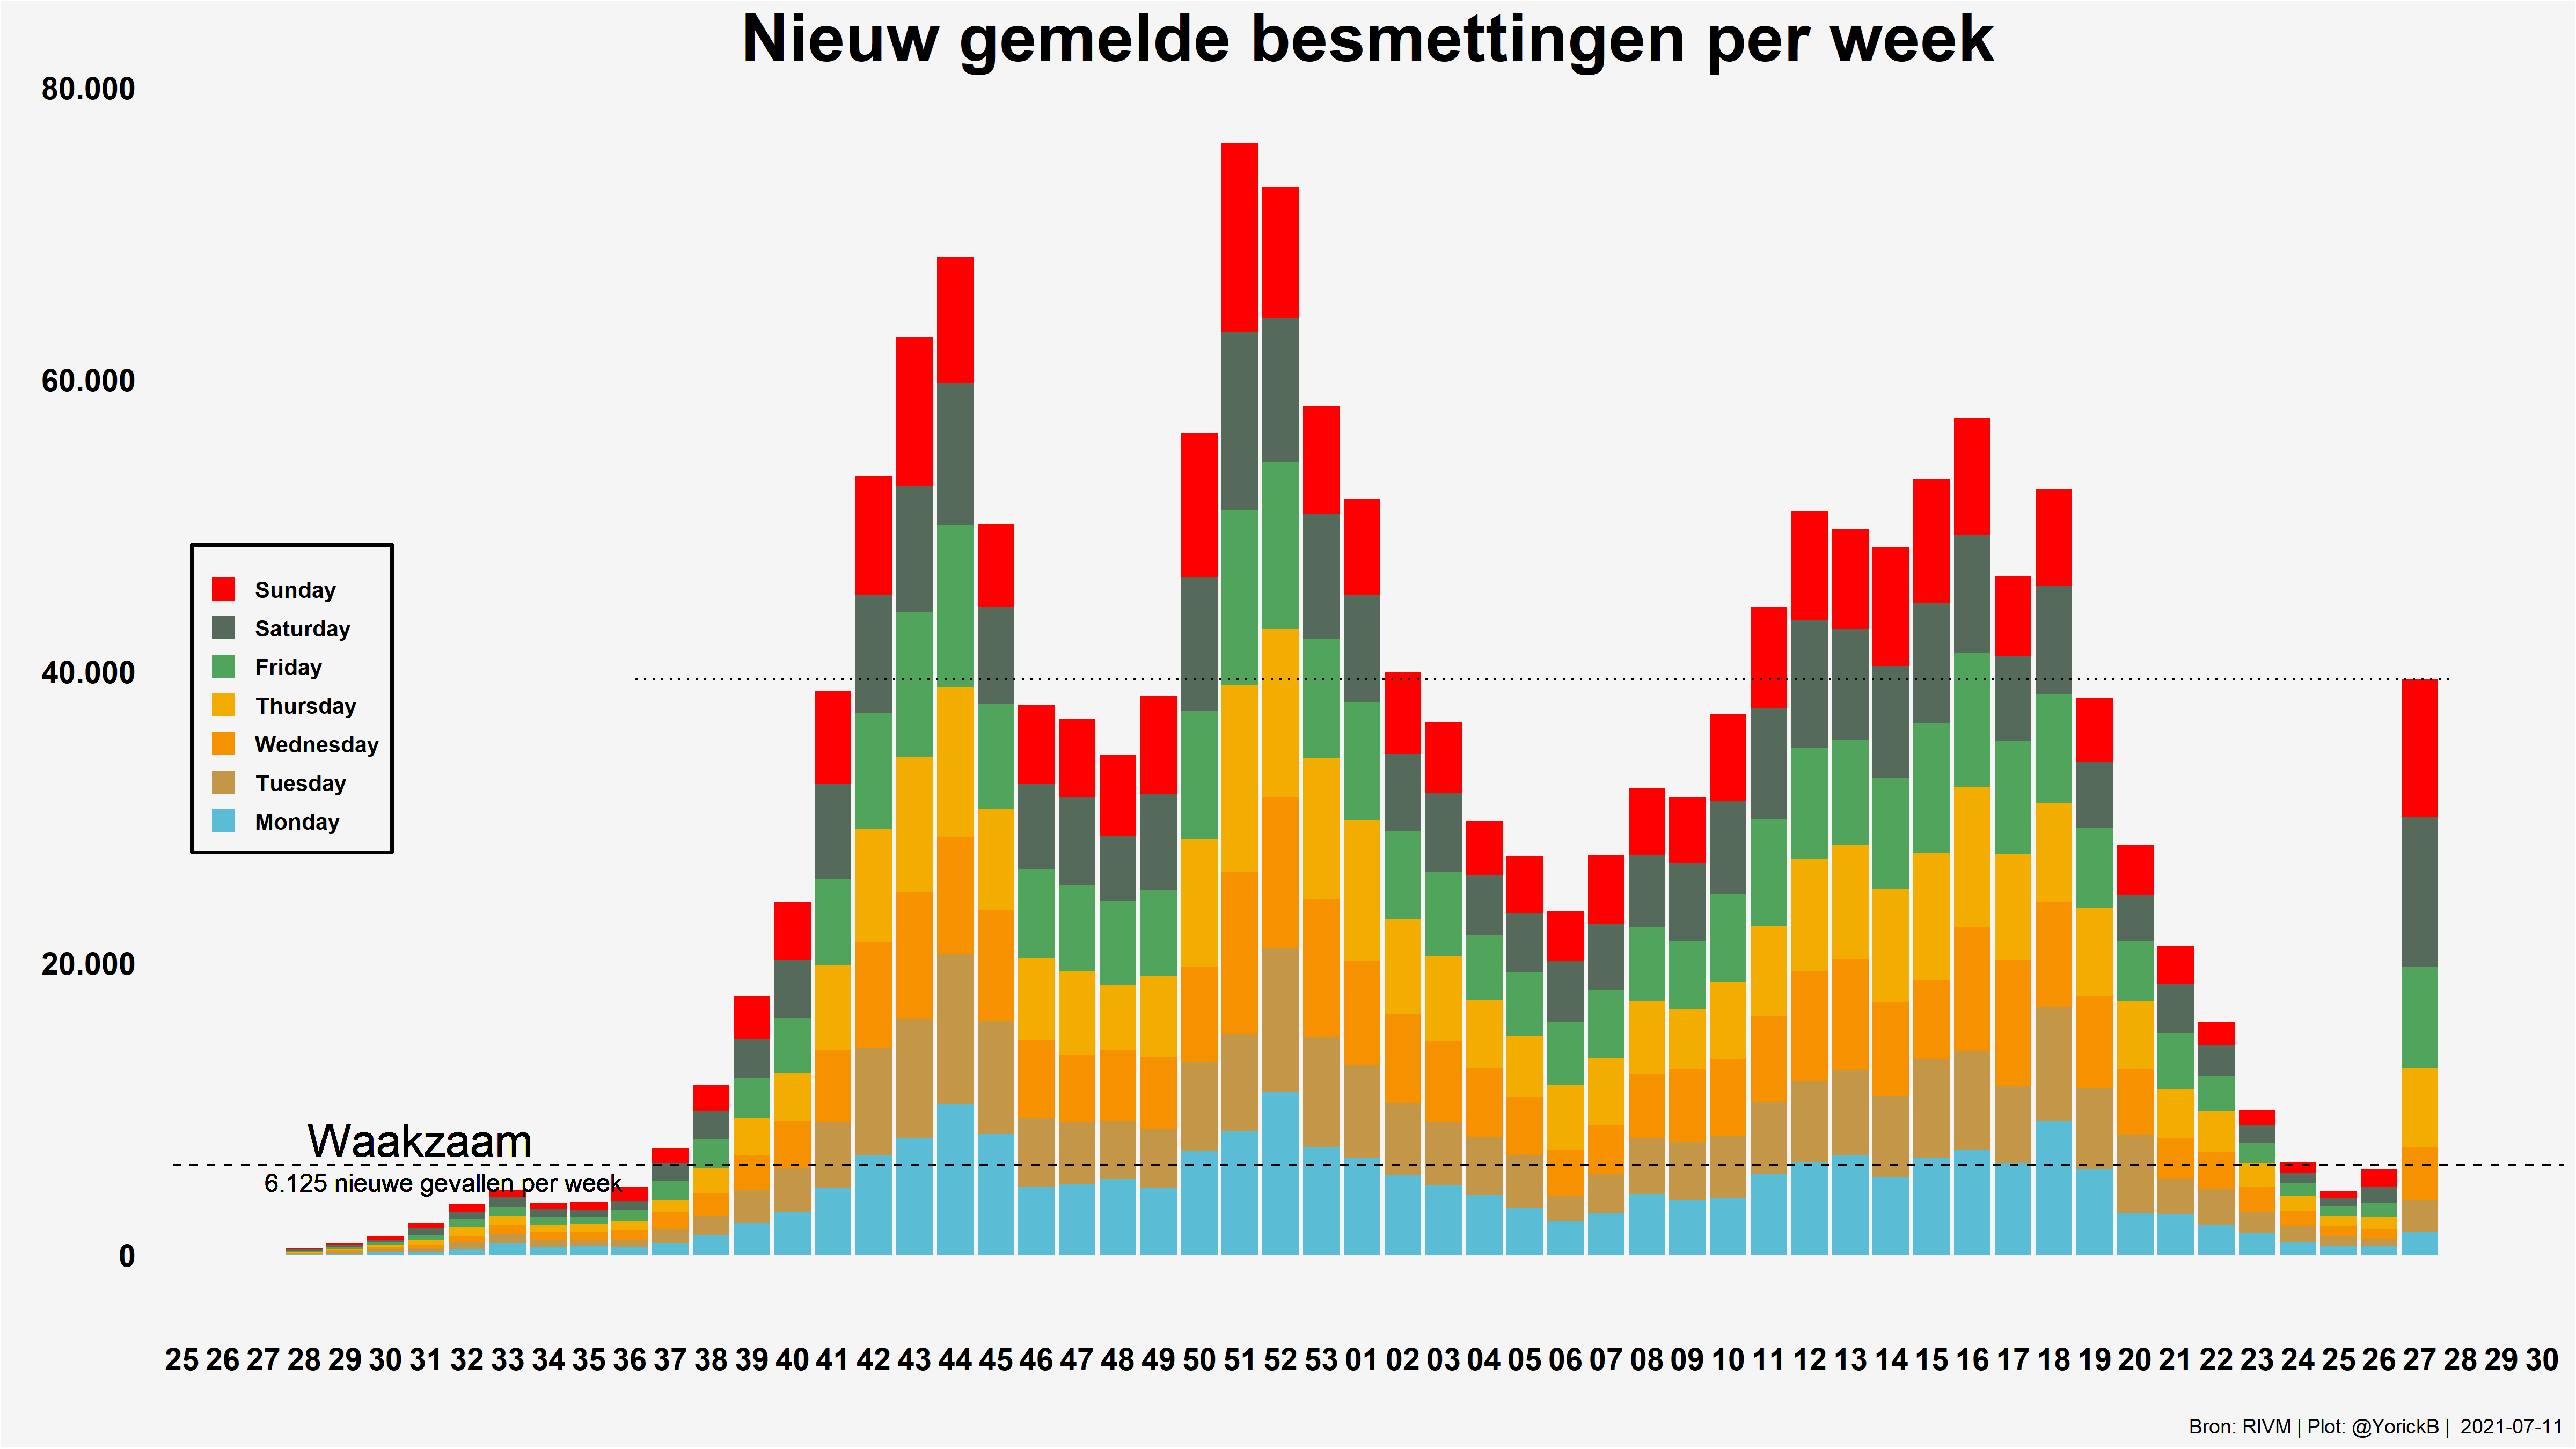 Nieuw gemelde besmettingen per week
80.000
60.000
40.000
20.000
0
Sunday
Saturday
Friday
Thursday
Wednesday
Tuesday
Monday
Waakzaam
6.125 nieuwe gevallen per week
25 26 27 28 29 30 31 32 33 34 35 36 37 38 39 40 41 42 43 44 45 46 47 48 49 50 51 52 53 01 02 03 04 05 06 07 08 09 10 11 12 13 14 15 16 17 18 19 20 21 22 23 24 25 26 27 28 29 30
Bron: RIVM | Plot: @YorickB | 2021-07-11